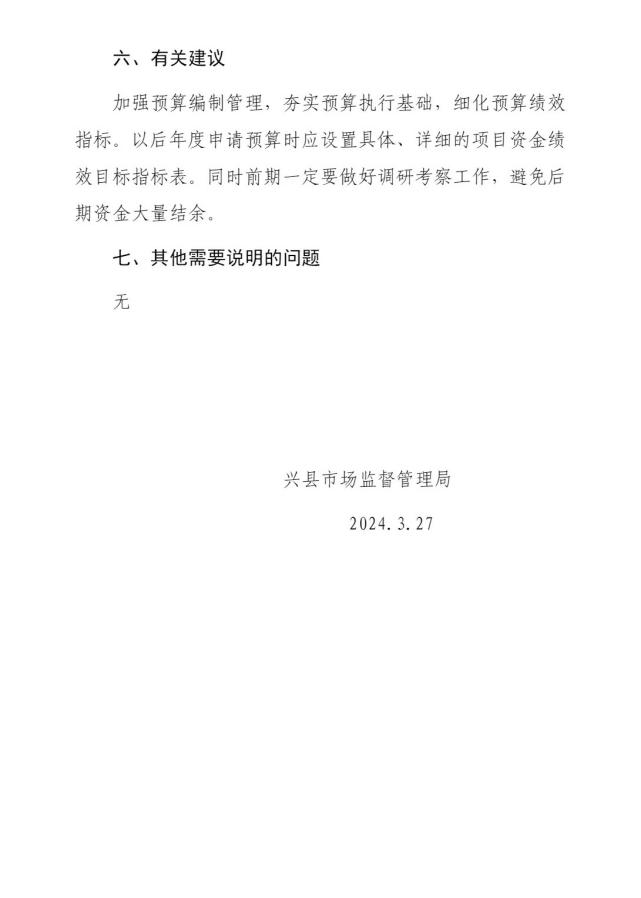 六、有关建议
加强预算编制管理，夯实预算执行基础，细化预算绩效
指标。以后年度申请预算时应设置具体、详细的项目资金绩
效目标指标表。同时前期一定要做好调研考察工作，避免后
期资金大量结余。
七、其他需要说明的问题
无
兴县市场监督管理局
2024.3.27